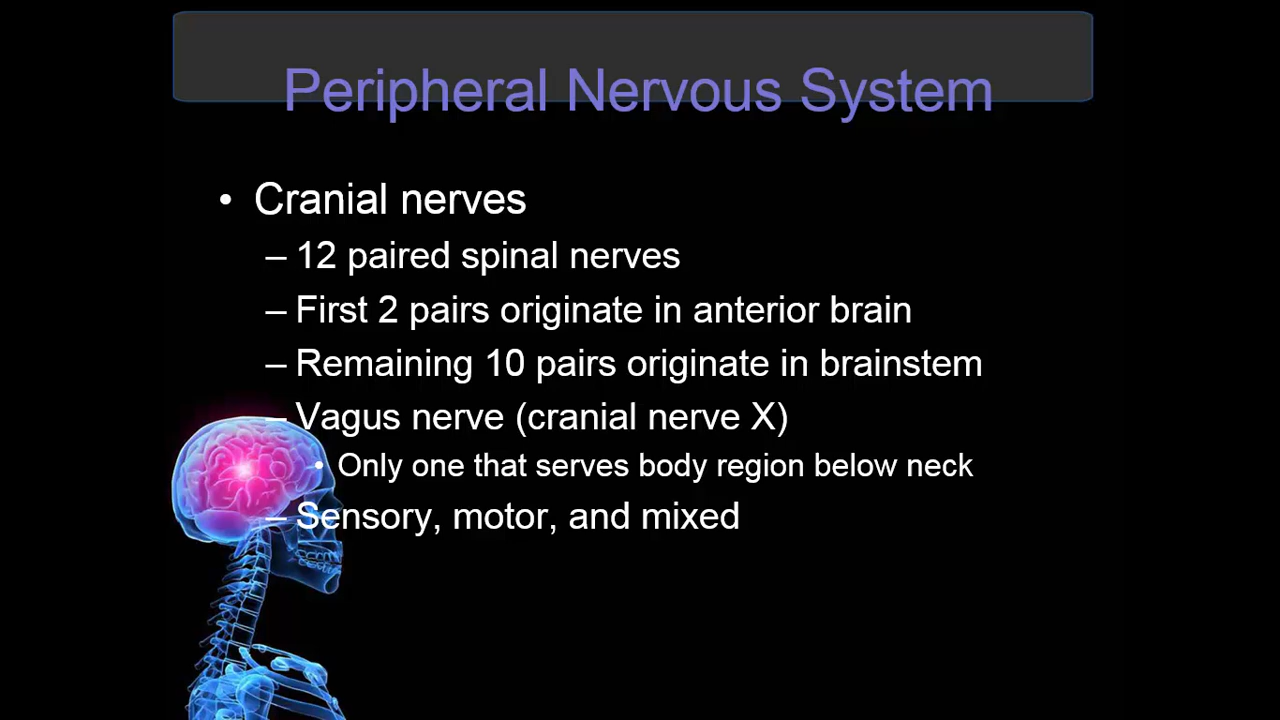 Peripheral Nervous System
• Cranial nerves
– 12 paired spinal nerves
– First 2 pairs originate in anterior brain
– Remaining 10 pairs originate in brainstem
– Vagus nerve (cranial nerve X)
• Only one that serves body region below neck
– Sensory, motor, and mixed